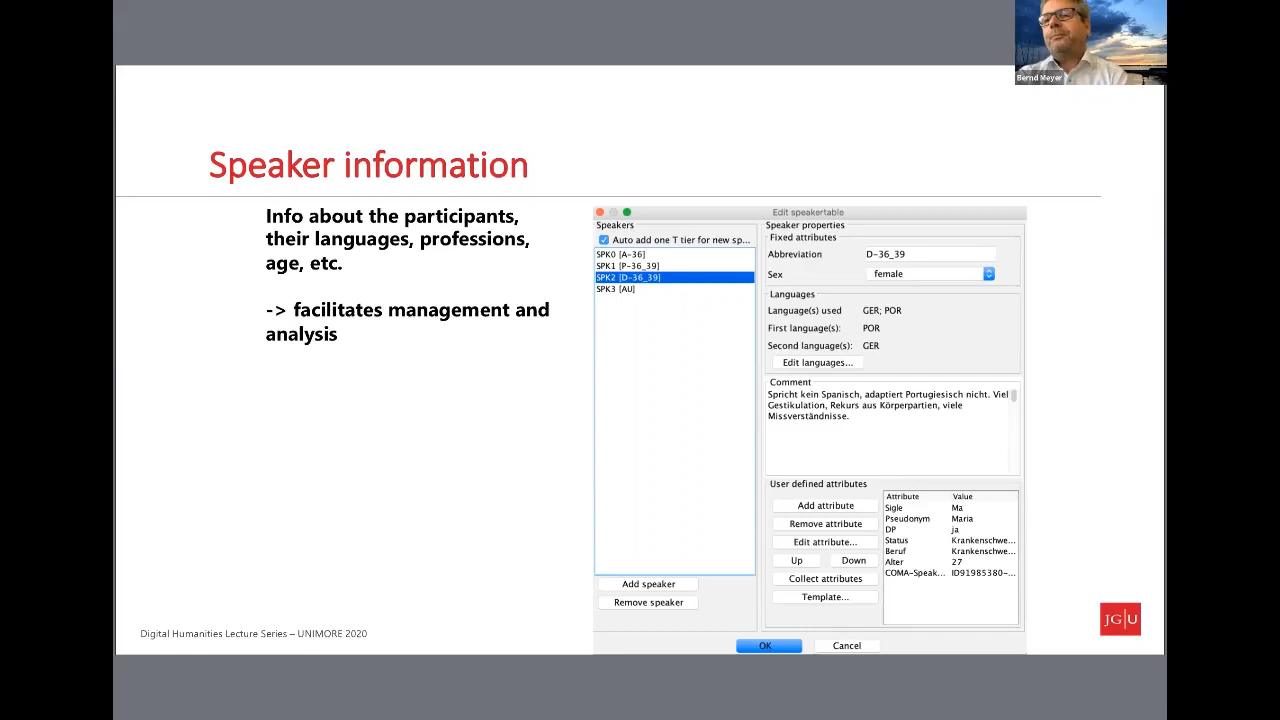 Bernd Meyer
Speaker information
Info about the participants,
their languages, professions,
age, etc.
-> facilitates management and
analysis
Edit speakertable
Speakers
Auto add one T tier for new sp...
SPK0 [A-36]
SPK1 [P-36_39]
SPK2 [D-36_39]
SPK3 [AU]
Add speaker
Remove speaker
Speaker properties
Fixed attributes
Abbreviation D-36_39
Sex female
Languages
Language(s) used GER; POR
First language(s): POR
Second language(s): GER
Edit languages...
Comment
Spricht kein Spanisch, adaptiert Portugiesisch nicht. Viel
Gestikulation, Rekurs aus Körperpartien, viele
Missverständnisse.
User defined attributes
Add attribute
Remove attribute
Edit attribute...
Up Down
Collect attributes
Template...
Attribute Value
Sigle Ma
Pseudonym Maria
DP ja
Status Krankenschwe...
Beruf Krankenschwe...
Alter 27
COMA-Speak... ID91985380-...
OK Cancel
Digital Humanities Lecture Series – UNIMORE 2020
JG|U